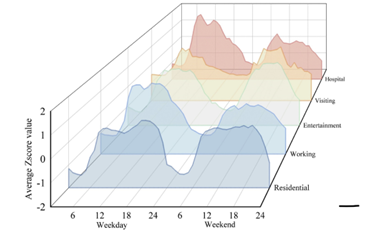 Hospital
Visiting
Entertainment
Working
Residential
Average Zscore value
2
1
0
-1
-2
6 12 18 24 6 12 18 24
Weekday Weekend